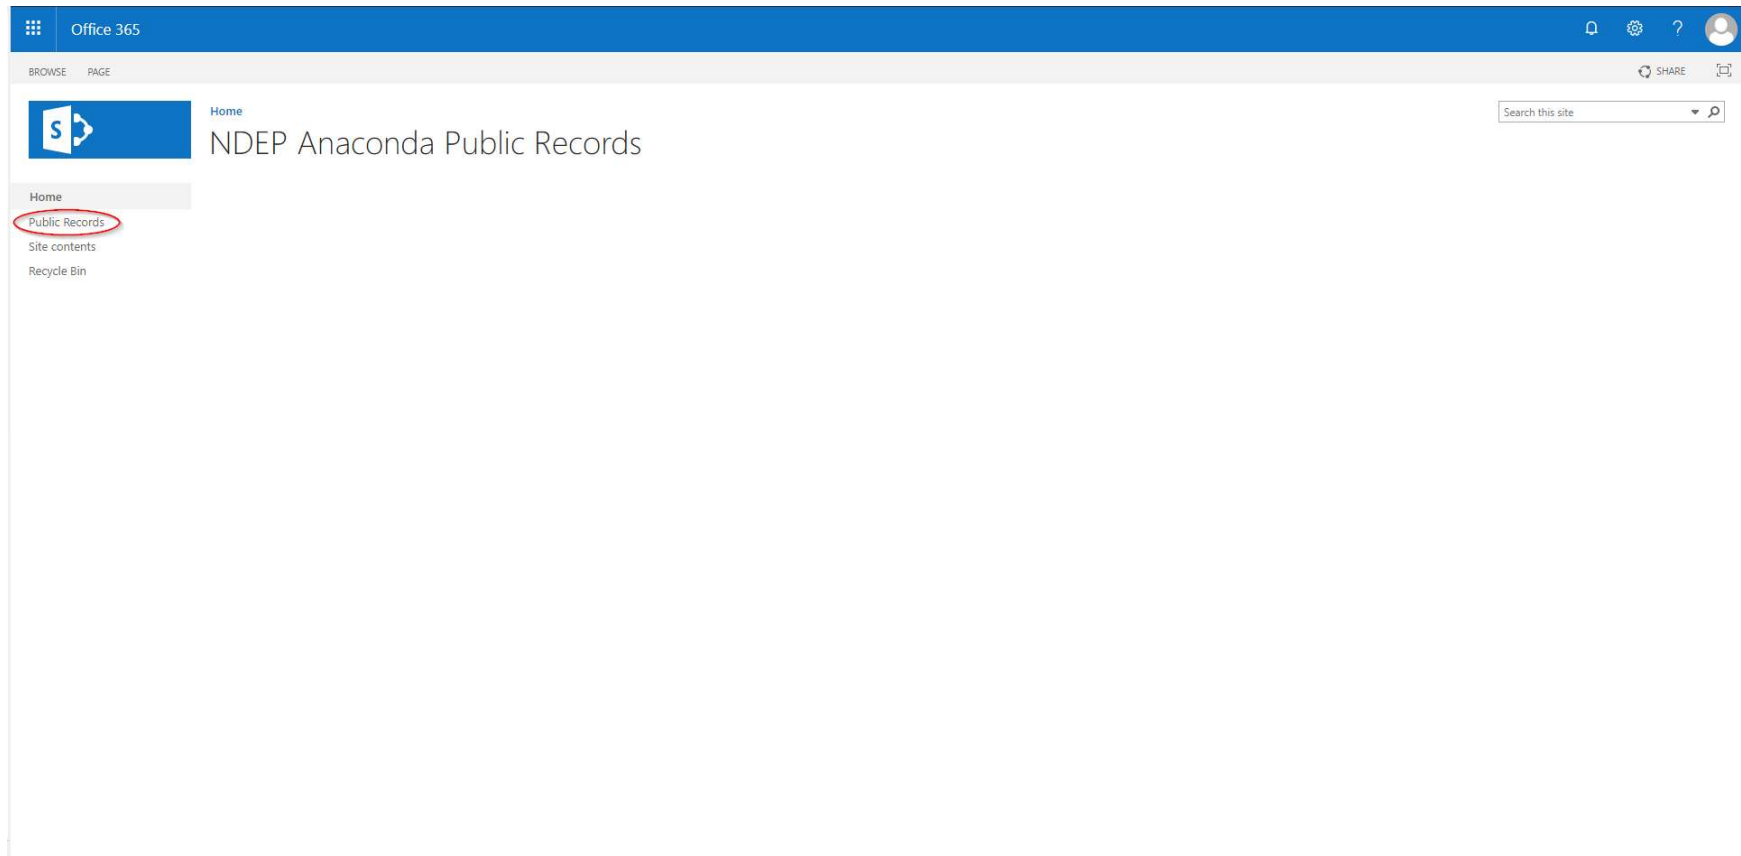 Office 365
?
BROWSE PAGE
SHARE
S
Home
Search this site
NDEP Anaconda Public Records
Home
Public Records
Site contents
Recycle Bin